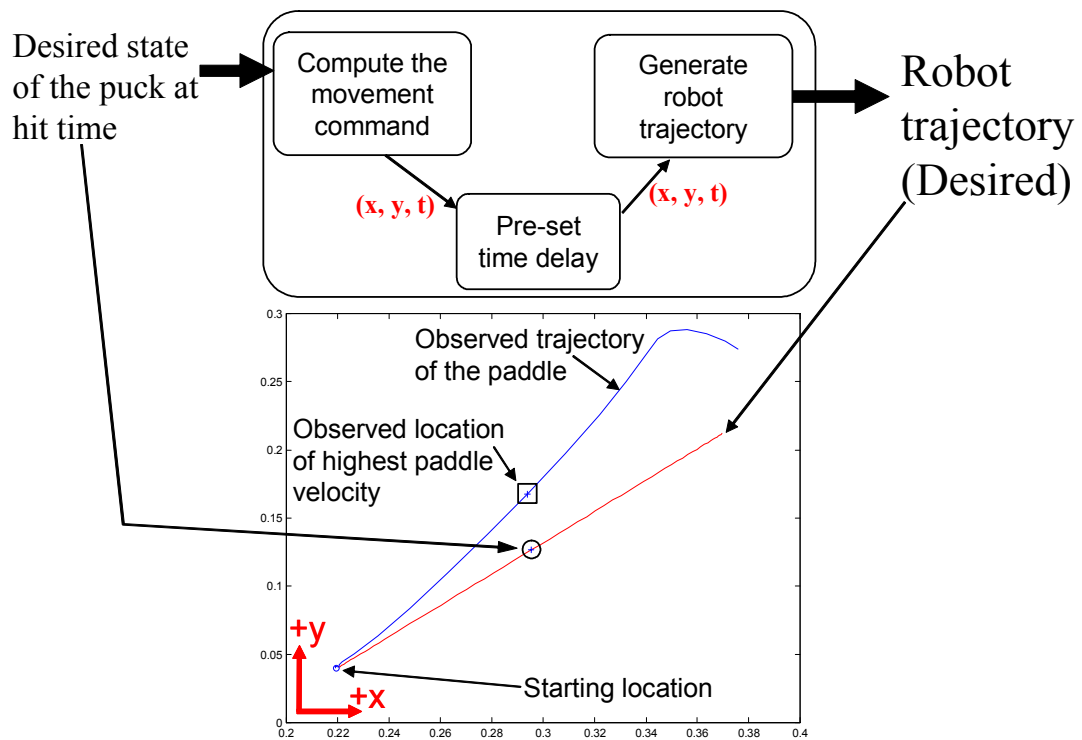 Desired state
of the puck at
hit time
Compute the
movement
command
(x, y, t)
Pre-set
time delay
(x, y, t)
Generate
robot
trajectory
Robot
trajectory
(Desired)
0.3
0.25
0.2
0.15
0.1
0.05
0
Observed trajectory
of the paddle
Observed location
of highest paddle
velocity
+y
+x
Starting location
0.2
0.22
0.24
0.26
0.28
0.3
0.32
0.34
0.36
0.38
0.4